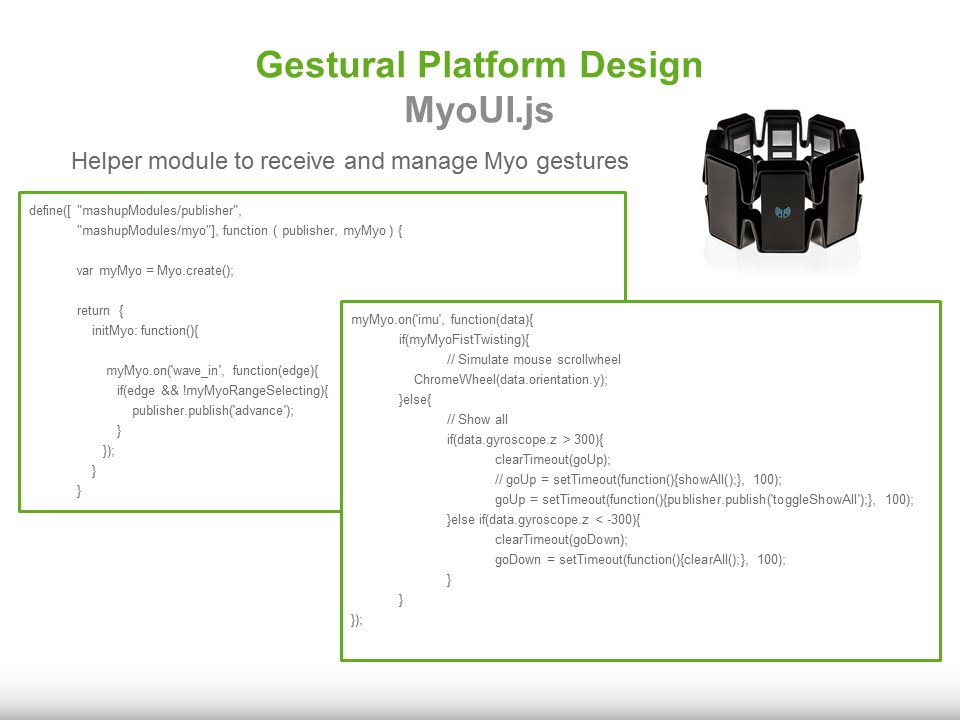 Gestural Platform Design
MyoUI.js
Helper module to receive and manage Myo gestures
define([ "mashupModules/publisher",
"mashupModules/myo"], function ( publisher, myMyo ) {
var myMyo = Myo.create();
return {
initMyo: function(){
myMyo.on('wave_in', function(edge){
if(edge && !myMyoRangeSelecting){
publisher.publish('advance');
}
});
}
}
myMyo.on('imu', function(data){
if(myMyoFistTwisting){
// Simulate mouse scrollwheel
ChromeWheel(data.orientation.y);
}else{
// Show all
if(data.gyroscope.z > 300){
clearTimeout(goUp);
// goUp = setTimeout(function(){showAll();}, 100);
goUp = setTimeout(function(){publisher.publish('toggleShowAll');}, 100);
}else if(data.gyroscope.z < -300){
clearTimeout(goDown);
goDown = setTimeout(function(){clearAll();}, 100);
}
}
});